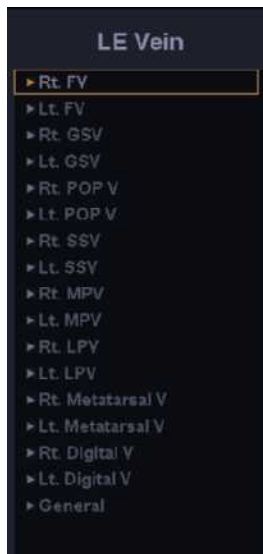 LE Vein
Rt. FV
Lt. FV
Rt. GSV
Lt. GSV
Rt. POP V
Lt. POP V
Rt. SSV
Lt. SSV
Rt. MPV
Lt. MPV
Rt. LPV
Lt. LPV
Rt. Metatarsal V
Lt. Metatarsal V
Rt. Digital V
Lt. Digital V
General